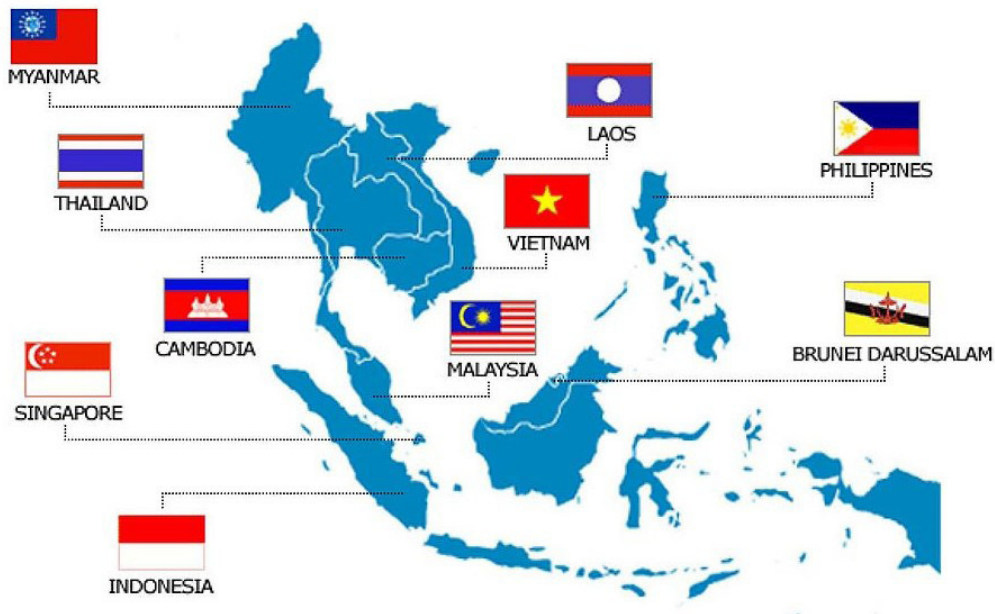 MYANMAR
LAOS
PHILIPPINES
THAILAND
VIETNAM
CAMBODIA
MALAYSIA
BRUNEI DARUSSALAM
SINGAPORE
INDONESIA